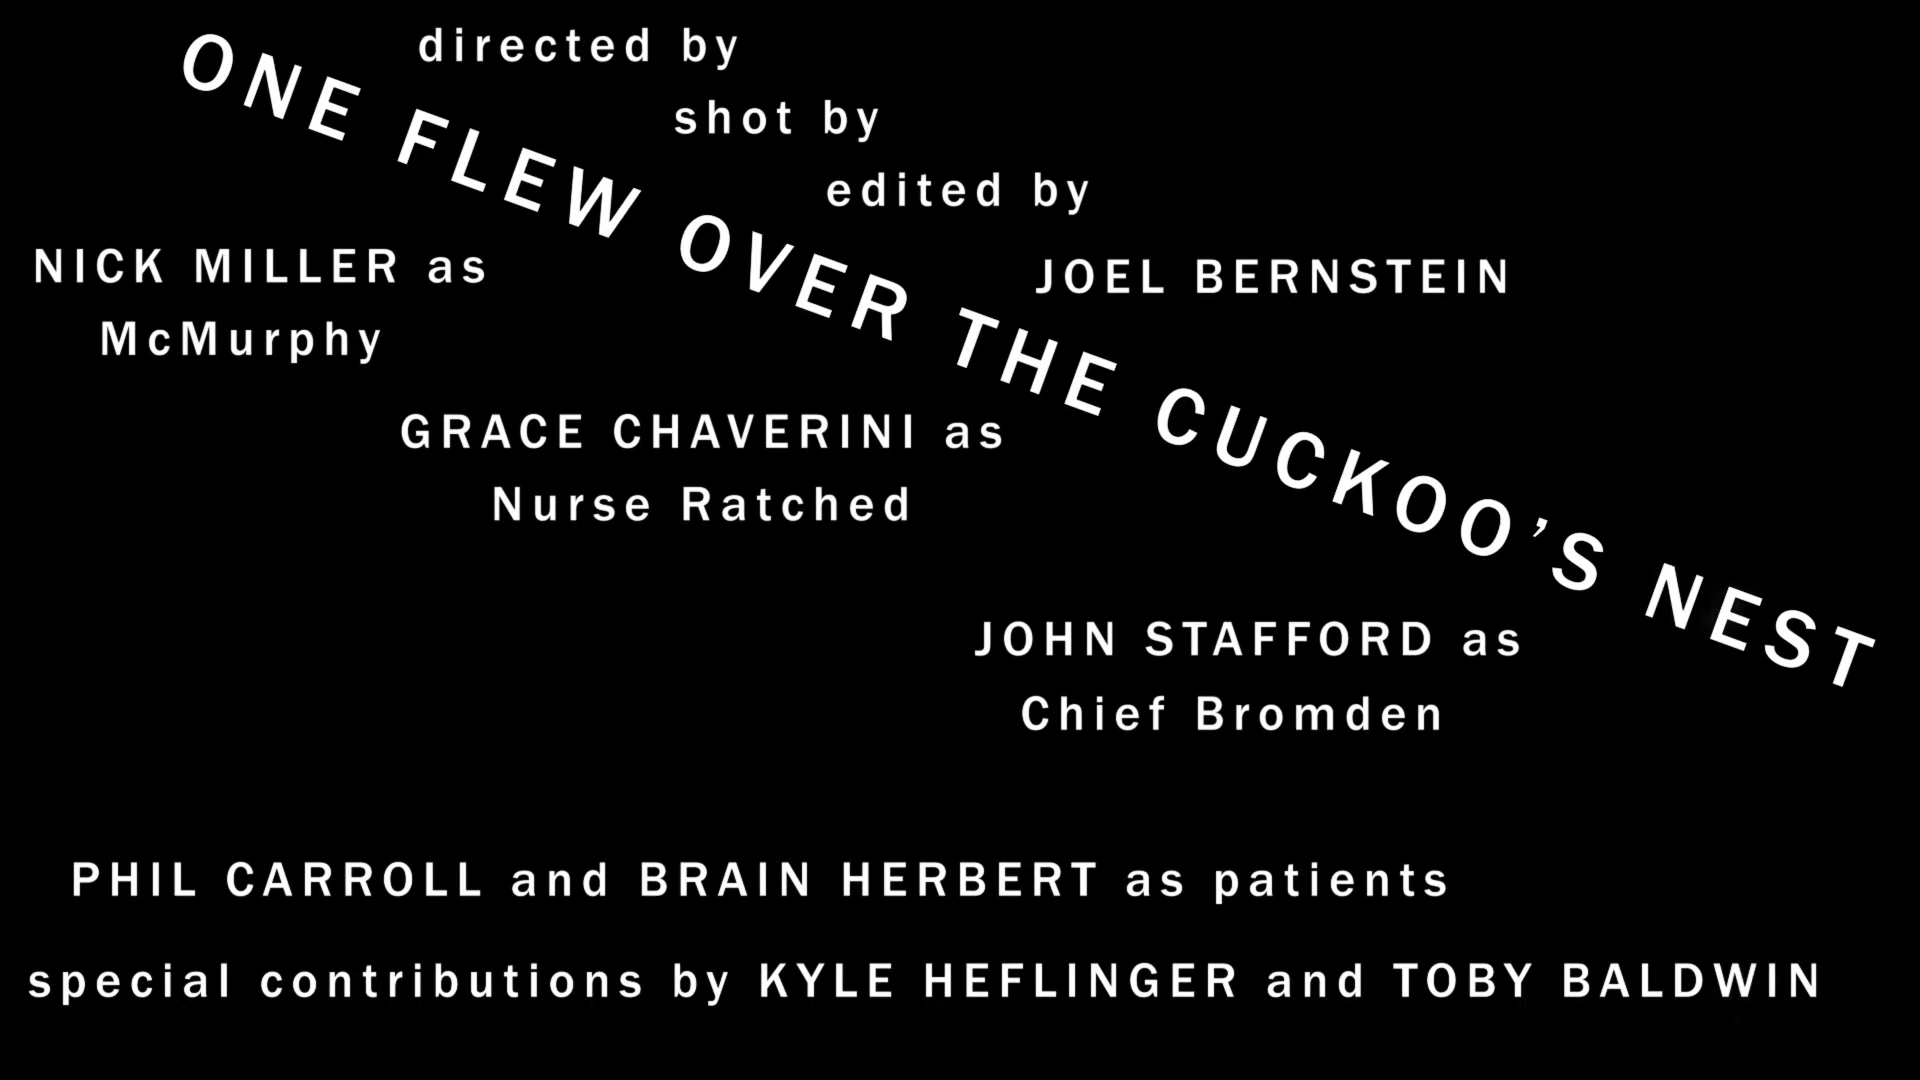 ONE FLEW OVER THE CUCKOO’S NEST
directed by
shot by
edited by
JOEL BERNSTEIN
NICK MILLER as
McMurphy
GRACE CHAVERINI as
Nurse Ratched
JOHN STAFFORD as
Chief Bromden
PHIL CARROLL and BRAIN HERBERT as patients
special contributions by KYLE HEFLINGER and TOBY BALDWIN